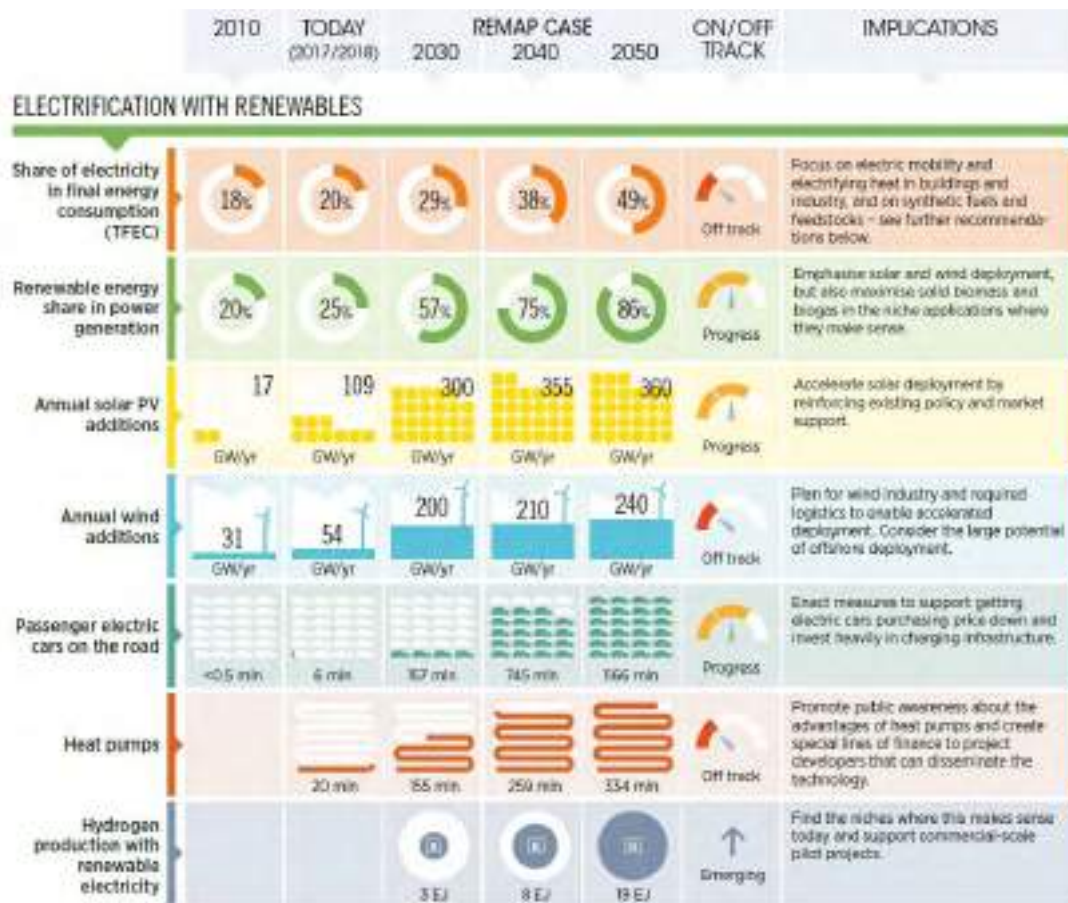 2010 TODAY REMAP CASE ON/OFF IMPLICATIONS
(2017/2018) 2030 2040 2050 TRACK
ELECTRIFICATION WITH RENEWABLES
Share of electricity
in final energy
consumption
(TFEC)
18% 20% 29% 38% 49%
Off track
Focus on electric mobility and
electrifying heat in buildings and
industry, and on synthetic fuels and
feedstocks – see further recommenda-
tions below.
Renewable energy
share in power
generation
20% 25% 57% 75% 86%
Progress
Emphasise solar and wind deployment,
but also maximise solid biomass and
biogas in the niche applications where
they make sense.
Annual solar PV
additions
17 109 300 355 360
GW/yr GW/yr GW/yr GW/yr GW/yr
Progress
Accelerate solar deployment by
reinforcing existing policy and market
support.
Annual wind
additions
31 54 200 210 240
GW/yr GW/yr GW/yr GW/yr GW/yr
Off track
Plan for wind industry and required
logistics to enable accelerated
deployment. Consider the large potential
of offshore deployment.
Passenger electric
cars on the road
<0.5 mln 6 mln 157 mln 745 mln 1166 mln
Progress
Enact measures to support getting
electric cars purchasing price down and
invest heavily in charging infrastructure.
Heat pumps
20 mln 155 mln 259 mln 334 mln
Off track
Promote public awareness about the
advantages of heat pumps and create
special lines of finance to project
developers that can disseminate the
technology.
Hydrogen
production with
renewable
electricity
3 EJ 8 EJ 19 EJ
Emerging
Find the niches where this makes sense
today and support commercial-scale
pilot projects.